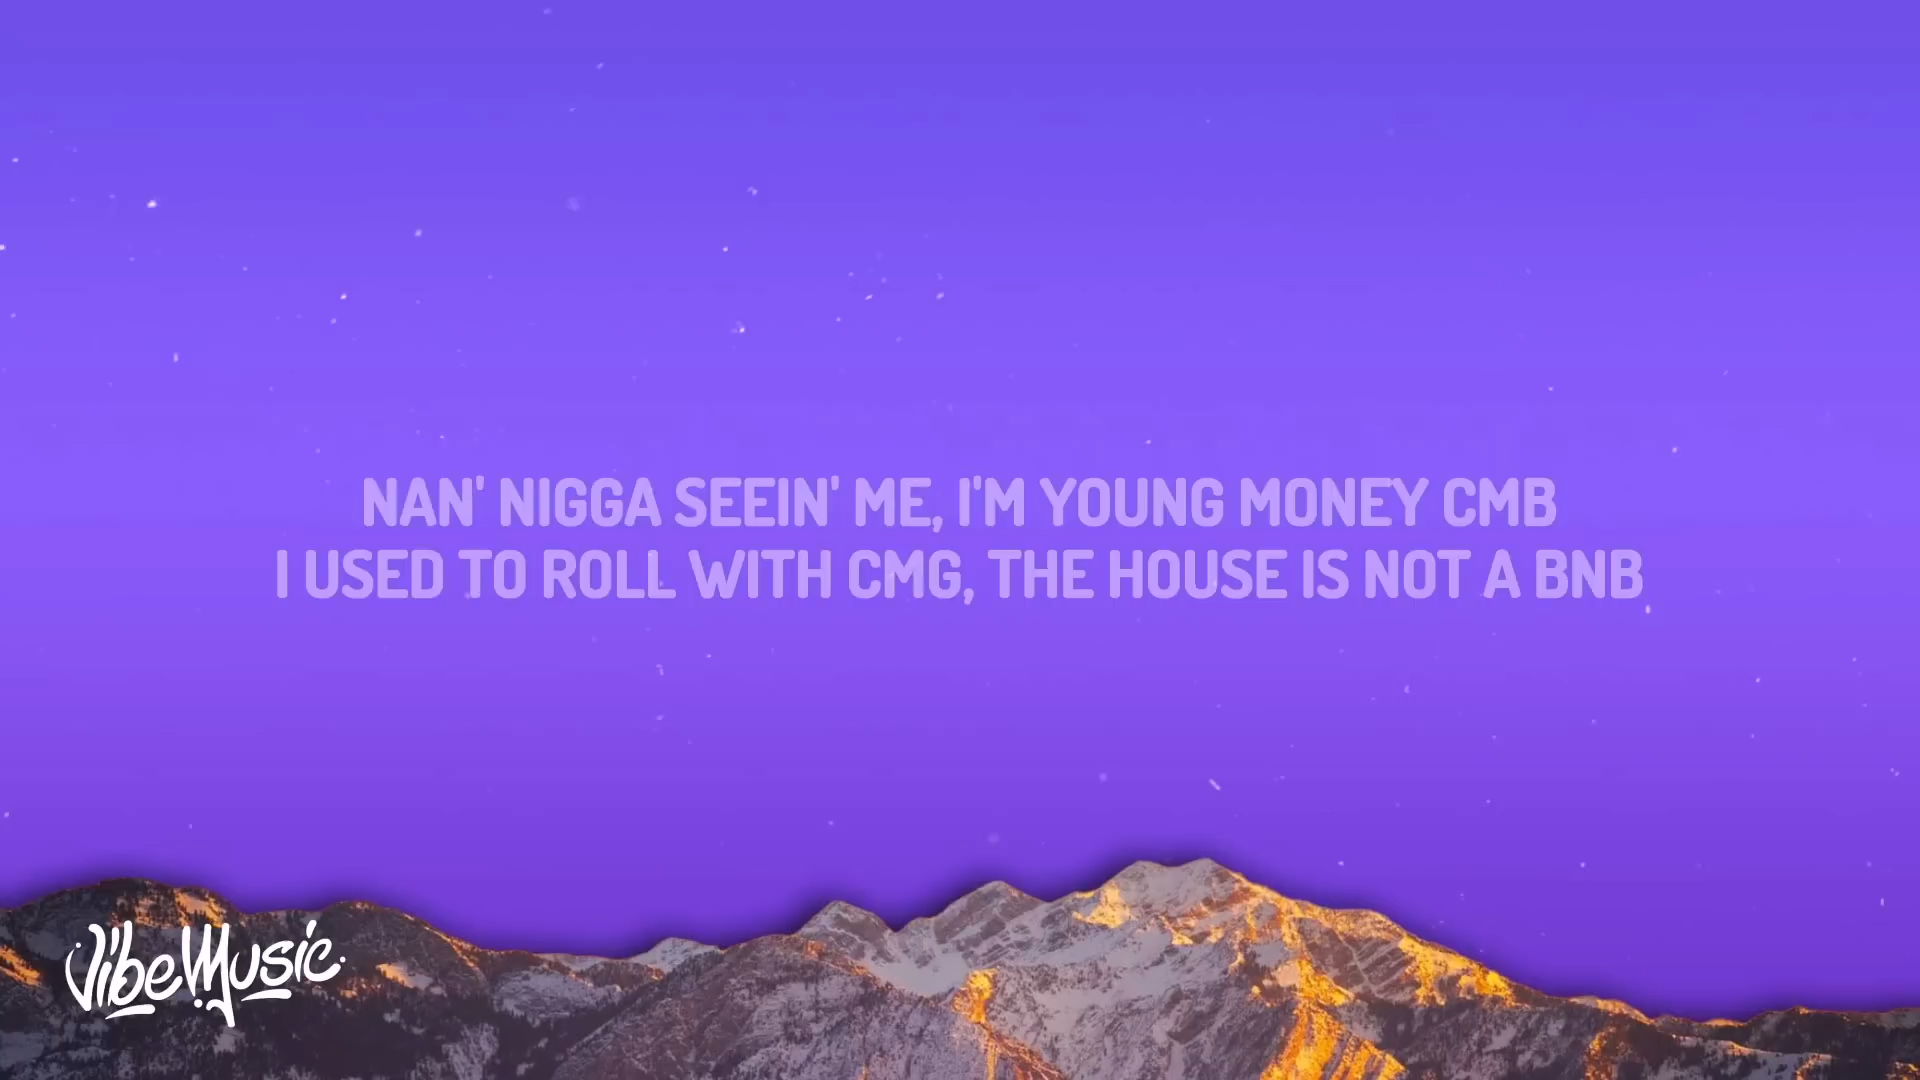 NAN' NIGGA SEEIN' ME, I'M YOUNG MONEY CMB
I USED TO ROLL WITH CMG, THE HOUSE IS NOT A BNB
VibeMusic